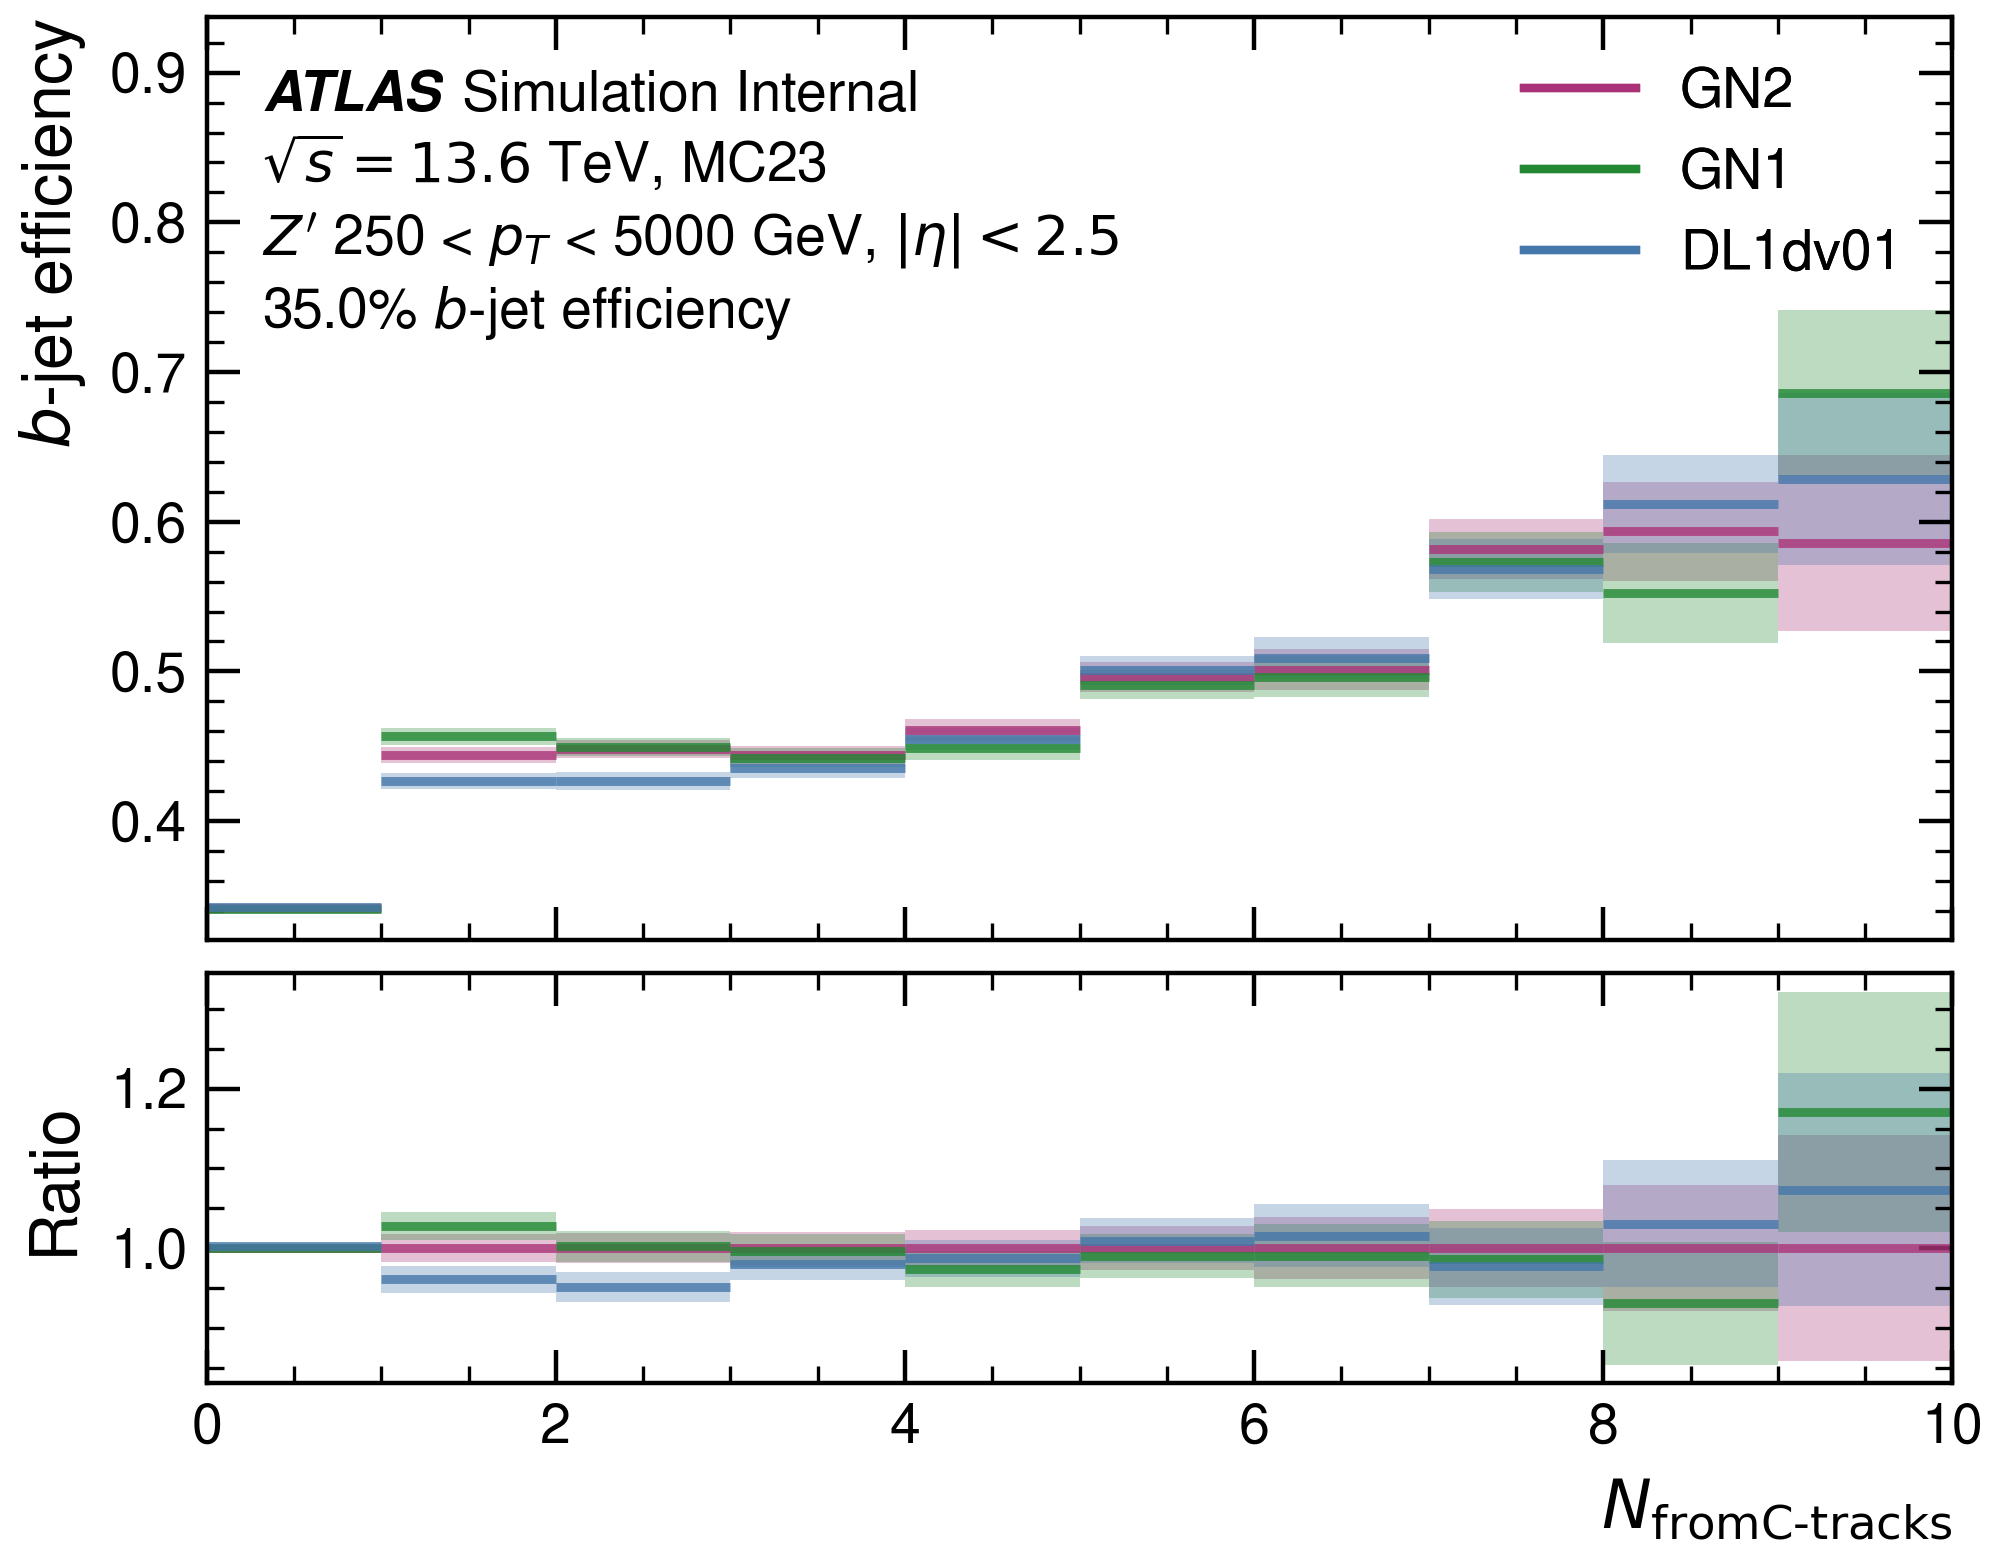 ATLAS Simulation Internal
√s = 13.6 TeV, MC23
Z′ 250 < p_T < 5000 GeV, |η| < 2.5
35.0% b-jet efficiency
GN2
GN1
DL1dv01
b-jet efficiency
0.9
0.8
0.7
0.6
0.5
0.4
Ratio
1.2
1.0
0 2 4 6 8 10
N_fromC-tracks